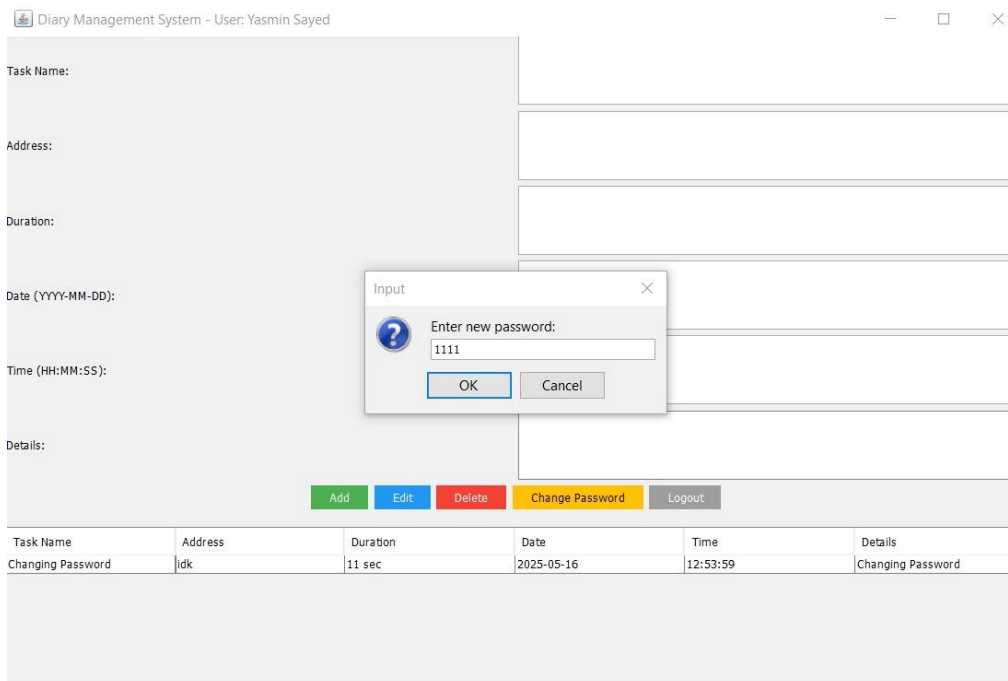 Diary Management System - User: Yasmin Sayed
Task Name:
Address:
Duration:
Date (YYYY-MM-DD):
Time (HH:MM:SS):
Details:
Input
Enter new password:
1111
OK Cancel
Add Edit Delete Change Password Logout
Task Name Address Duration Date Time Details
Changing Password idk 11 sec 2025-05-16 12:53:59 Changing Password